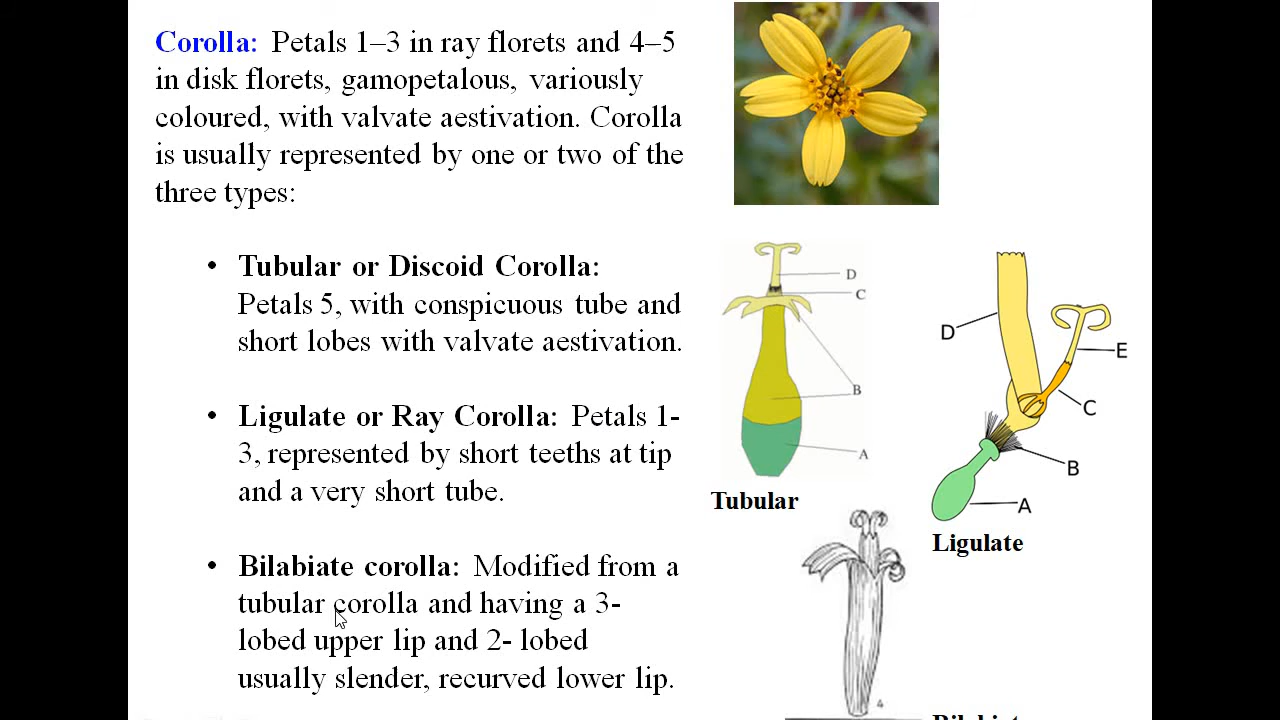 Corolla: Petals 1–3 in ray florets and 4–5
in disk florets, gamopetalous, variously
coloured, with valvate aestivation. Corolla
is usually represented by one or two of the
three types:
• Tubular or Discoid Corolla:
Petals 5, with conspicuous tube and
short lobes with valvate aestivation.
• Ligulate or Ray Corolla: Petals 1-
3, represented by short teeths at tip
and a very short tube.
• Bilabiate corolla: Modified from a
tubular corolla and having a 3-
lobed upper lip and 2- lobed
usually slender, recurved lower lip.
D
C
B
A
Tubular
D
E
C
B
A
Ligulate
4